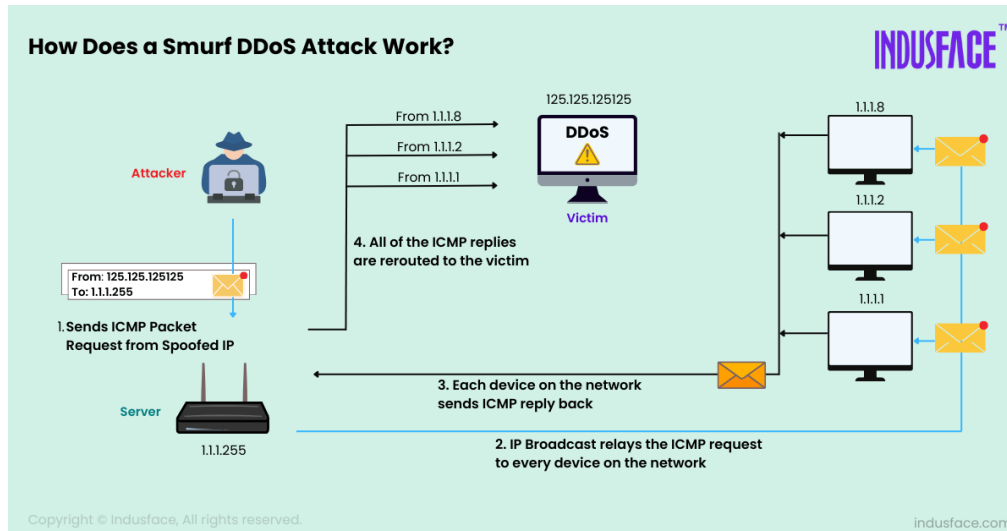 How Does a Smurf DDoS Attack Work?
INDUSFACE™
Attacker
From: 125.125.125125
To: 1.1.1.255
1. Sends ICMP Packet
Request from Spoofed IP
Server
1.1.1.255
From 1.1.1.8
From 1.1.1.2
From 1.1.1.1
125.125.125125
DDoS
Victim
4. All of the ICMP replies
are rerouted to the victim
1.1.1.8
1.1.1.2
1.1.1.1
3. Each device on the network
sends ICMP reply back
2. IP Broadcast relays the ICMP request
to every device on the network
Copyright © Indusface, All rights reserved.
indusface.com